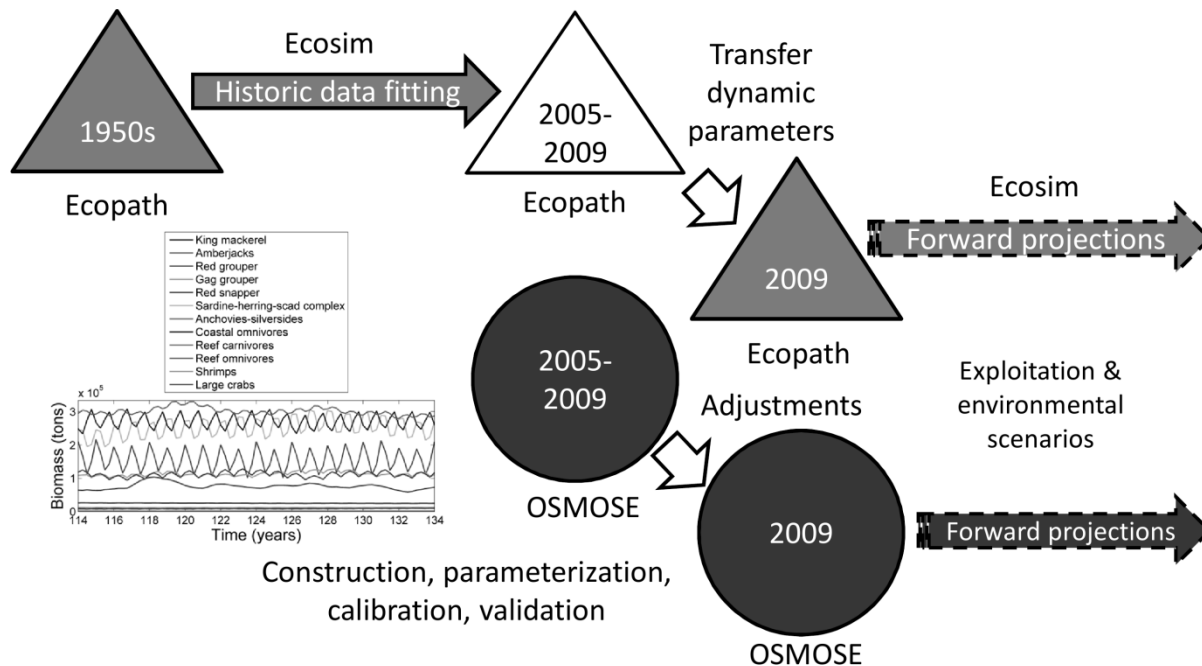 Ecosim
Historic data fitting
1950s
Ecopath
2005-
2009
Ecopath
Transfer
dynamic
parameters
2009
Ecopath
Ecosim
Forward projections
King mackerel
Amberjacks
Red grouper
Gag grouper
Red snapper
Sardine-herring-scad complex
Anchovies-silversides
Coastal omnivores
Reef carnivores
Reef omnivores
Shrimps
Large crabs
x 10^5
Biomass (tons)
3
2
1
0
114 116 118 120 122 124 126 128 130 132 134
Time (years)
2005-
2009
OSMOSE
Adjustments
Exploitation &
environmental
scenarios
Construction, parameterization,
calibration, validation
2009
OSMOSE
Forward projections